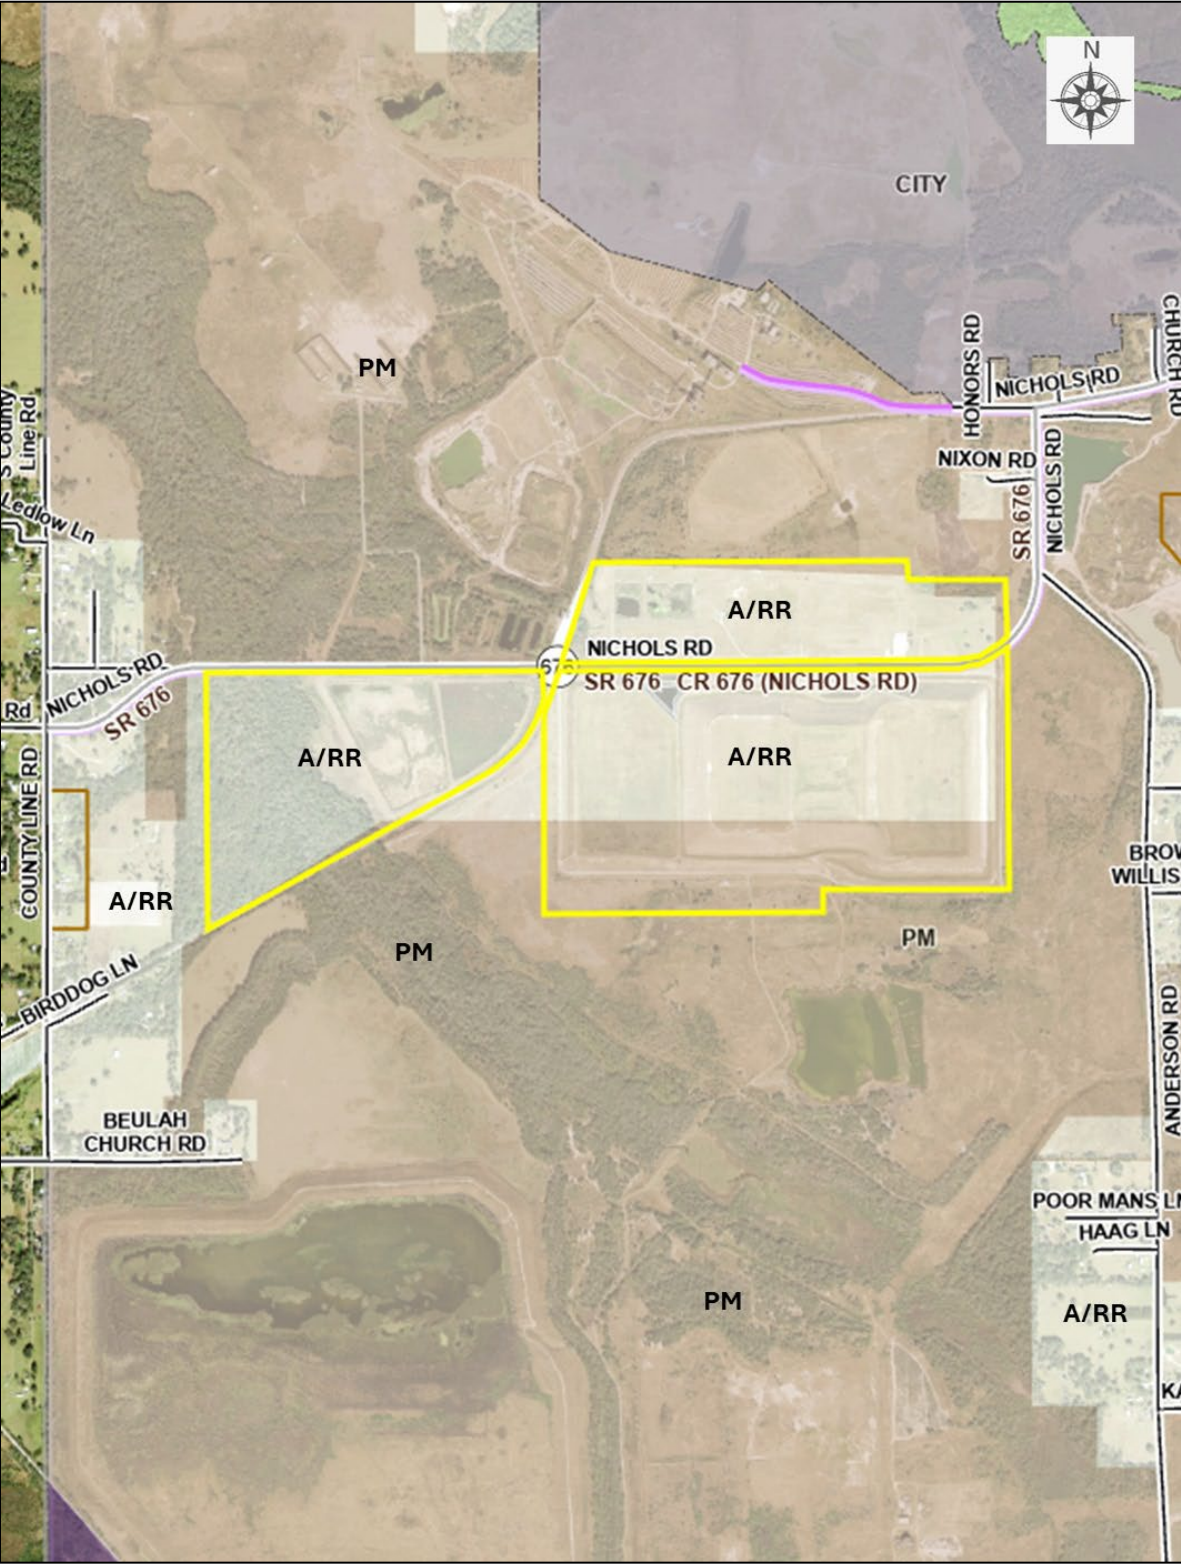 N
CITY
CHURCH RD
HONORS RD
NICHOLS RD
PM
S County
Line Rd
NIXON RD
NICHOLS RD
SR 676
Ledlow Ln
A/RR
NICHOLS RD
676
SR 676 CR 676 (NICHOLS RD)
NICHOLS RD
SR 676
Rd
A/RR
A/RR
COUNTY LINE RD
d
BROW
WILLIS
A/RR
PM
PM
BIRDDOG LN
ANDERSON RD
BEULAH
CHURCH RD
POOR MANS LN
HAAG LN
PM
A/RR
KA